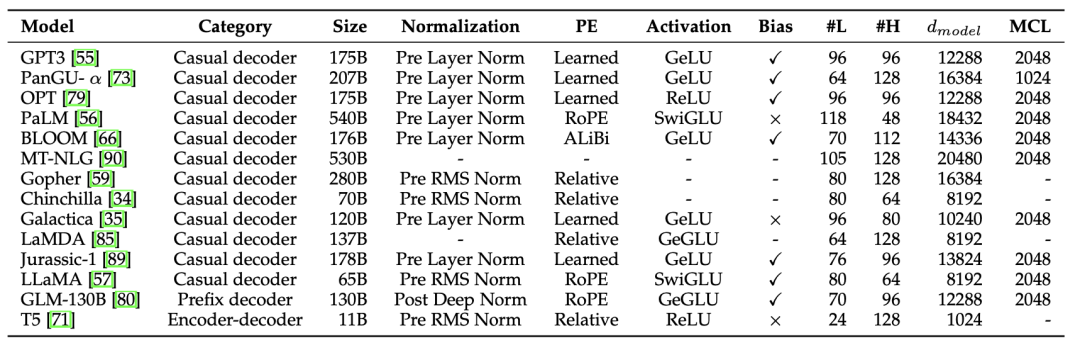 Model Category Size Normalization PE Activation Bias #L #H d_model MCL
GPT3 [55] Casual decoder 175B Pre Layer Norm Learned GeLU ✓ 96 96 12288 2048
PanGU- α [73] Casual decoder 207B Pre Layer Norm Learned GeLU ✓ 64 128 16384 1024
OPT [79] Casual decoder 175B Pre Layer Norm Learned ReLU ✓ 96 96 12288 2048
PaLM [56] Casual decoder 540B Pre Layer Norm RoPE SwiGLU × 118 48 18432 2048
BLOOM [66] Casual decoder 176B Pre Layer Norm ALiBi GeLU ✓ 70 112 14336 2048
MT-NLG [90] Casual decoder 530B - - - - 105 128 20480 2048
Gopher [59] Casual decoder 280B Pre RMS Norm Relative - - 80 128 16384 -
Chinchilla [34] Casual decoder 70B Pre RMS Norm Relative - - 80 64 8192 -
Galactica [35] Casual decoder 120B Pre Layer Norm Learned GeLU × 96 80 10240 2048
LaMDA [85] Casual decoder 137B - Relative GeGLU - 64 128 8192 -
Jurassic-1 [89] Casual decoder 178B Pre Layer Norm Learned GeLU ✓ 76 96 13824 2048
LLaMA [57] Casual decoder 65B Pre RMS Norm RoPE SwiGLU ✓ 80 64 8192 2048
GLM-130B [80] Prefix decoder 130B Post Deep Norm RoPE GeGLU ✓ 70 96 12288 2048
T5 [71] Encoder-decoder 11B Pre RMS Norm Relative ReLU × 24 128 1024 -